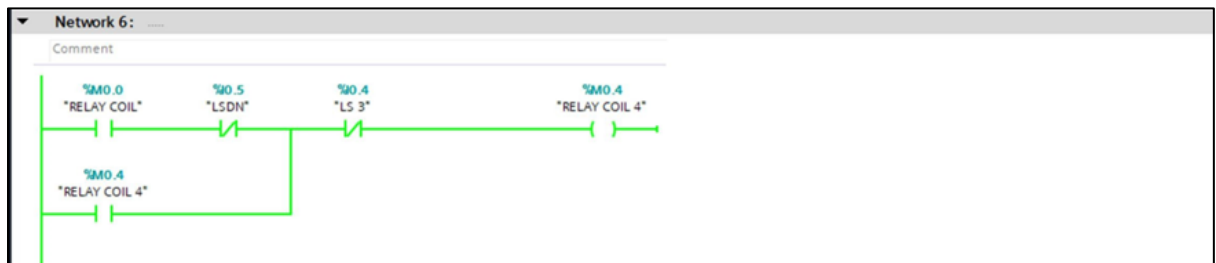 Network 6: .....
Comment
%M0.0 %I0.5 %I0.4 %M0.4
"RELAY COIL" "LSDN" "LS 3" "RELAY COIL 4"
%M0.4
"RELAY COIL 4"